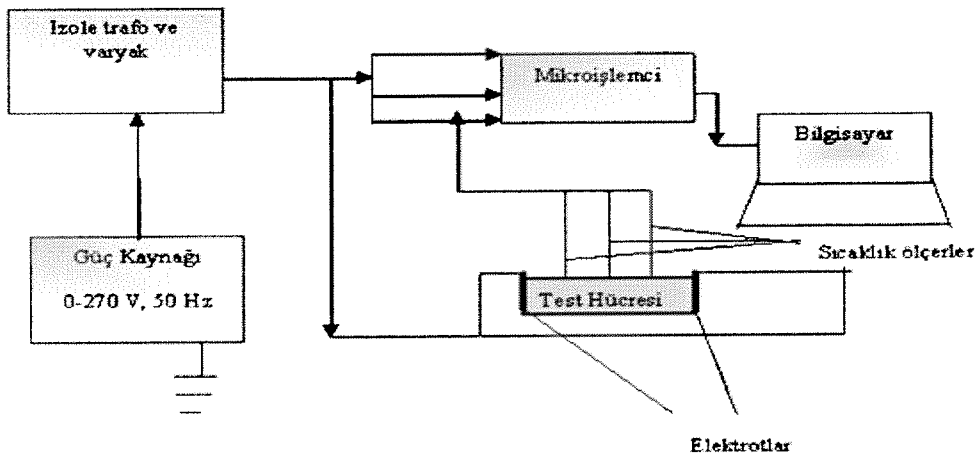 Izole trafo ve
varyak
Mikroişlemci
Bilgisayar
Güç Kaynağı
0-270 V, 50 Hz
Sıcaklık ölçerler
Test Hücresi
Elektrotlar